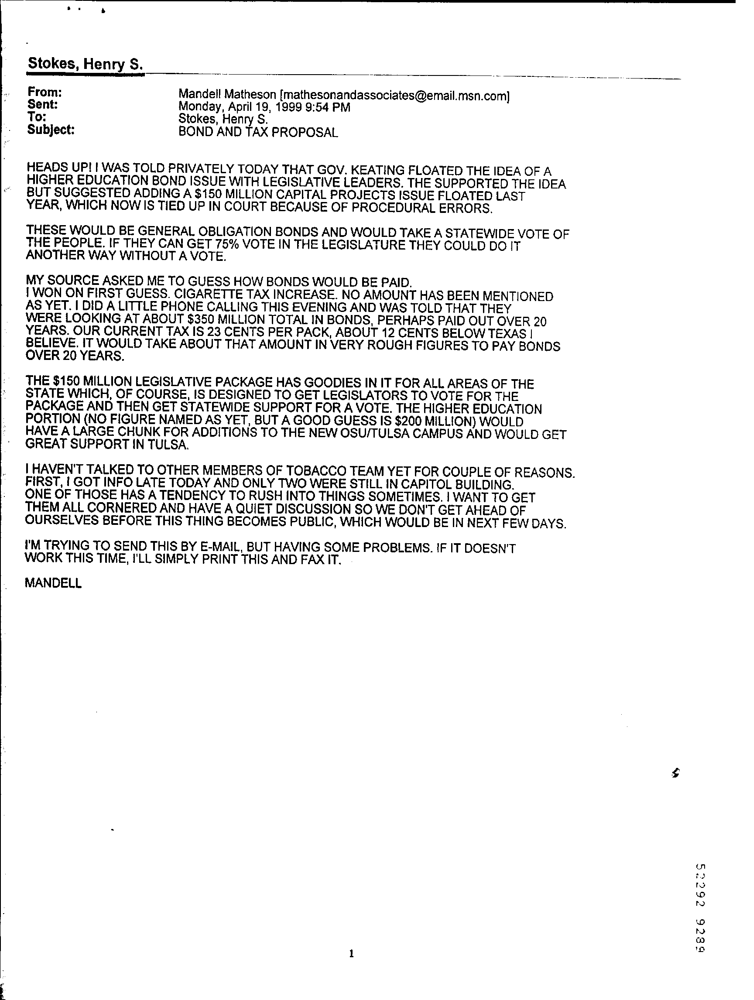 Stokes, Henry S.
From: Mandell Matheson [mathesonandassociates@email.msn.com]
Sent: Monday, April 19, 1999 9:54 PM
To: Stokes, Henry S.
Subject: BOND AND TAX PROPOSAL
HEADS UP! I WAS TOLD PRIVATELY TODAY THAT GOV. KEATING FLOATED THE IDEA OF A
HIGHER EDUCATION BOND ISSUE WITH LEGISLATIVE LEADERS. THE SUPPORTED THE IDEA
BUT SUGGESTED ADDING A $150 MILLION CAPITAL PROJECTS ISSUE FLOATED LAST
YEAR, WHICH NOW IS TIED UP IN COURT BECAUSE OF PROCEDURAL ERRORS.
THESE WOULD BE GENERAL OBLIGATION BONDS AND WOULD TAKE A STATEWIDE VOTE OF
THE PEOPLE. IF THEY CAN GET 75% VOTE IN THE LEGISLATURE THEY COULD DO IT
ANOTHER WAY WITHOUT A VOTE.
MY SOURCE ASKED ME TO GUESS HOW BONDS WOULD BE PAID.
I WON ON FIRST GUESS. CIGARETTE TAX INCREASE. NO AMOUNT HAS BEEN MENTIONED
AS YET. I DID A LITTLE PHONE CALLING THIS EVENING AND WAS TOLD THAT THEY
WERE LOOKING AT ABOUT $350 MILLION TOTAL IN BONDS, PERHAPS PAID OUT OVER 20
YEARS. OUR CURRENT TAX IS 23 CENTS PER PACK, ABOUT 12 CENTS BELOW TEXAS I
BELIEVE. IT WOULD TAKE ABOUT THAT AMOUNT IN VERY ROUGH FIGURES TO PAY BONDS
OVER 20 YEARS.
THE $150 MILLION LEGISLATIVE PACKAGE HAS GOODIES IN IT FOR ALL AREAS OF THE
STATE WHICH, OF COURSE, IS DESIGNED TO GET LEGISLATORS TO VOTE FOR THE
PACKAGE AND THEN GET STATEWIDE SUPPORT FOR A VOTE. THE HIGHER EDUCATION
PORTION (NO FIGURE NAMED AS YET, BUT A GOOD GUESS IS $200 MILLION) WOULD
HAVE A LARGE CHUNK FOR ADDITIONS TO THE NEW OSU/TULSA CAMPUS AND WOULD GET
GREAT SUPPORT IN TULSA.
I HAVEN'T TALKED TO OTHER MEMBERS OF TOBACCO TEAM YET FOR COUPLE OF REASONS.
FIRST, I GOT INFO LATE TODAY AND ONLY TWO WERE STILL IN CAPITOL BUILDING.
ONE OF THOSE HAS A TENDENCY TO RUSH INTO THINGS SOMETIMES. I WANT TO GET
THEM ALL CORNERED AND HAVE A QUIET DISCUSSION SO WE DON'T GET AHEAD OF
OURSELVES BEFORE THIS THING BECOMES PUBLIC, WHICH WOULD BE IN NEXT FEW DAYS.
I'M TRYING TO SEND THIS BY E-MAIL, BUT HAVING SOME PROBLEMS. IF IT DOESN'T
WORK THIS TIME, I'LL SIMPLY PRINT THIS AND FAX IT.
MANDELL
52292 9289
1